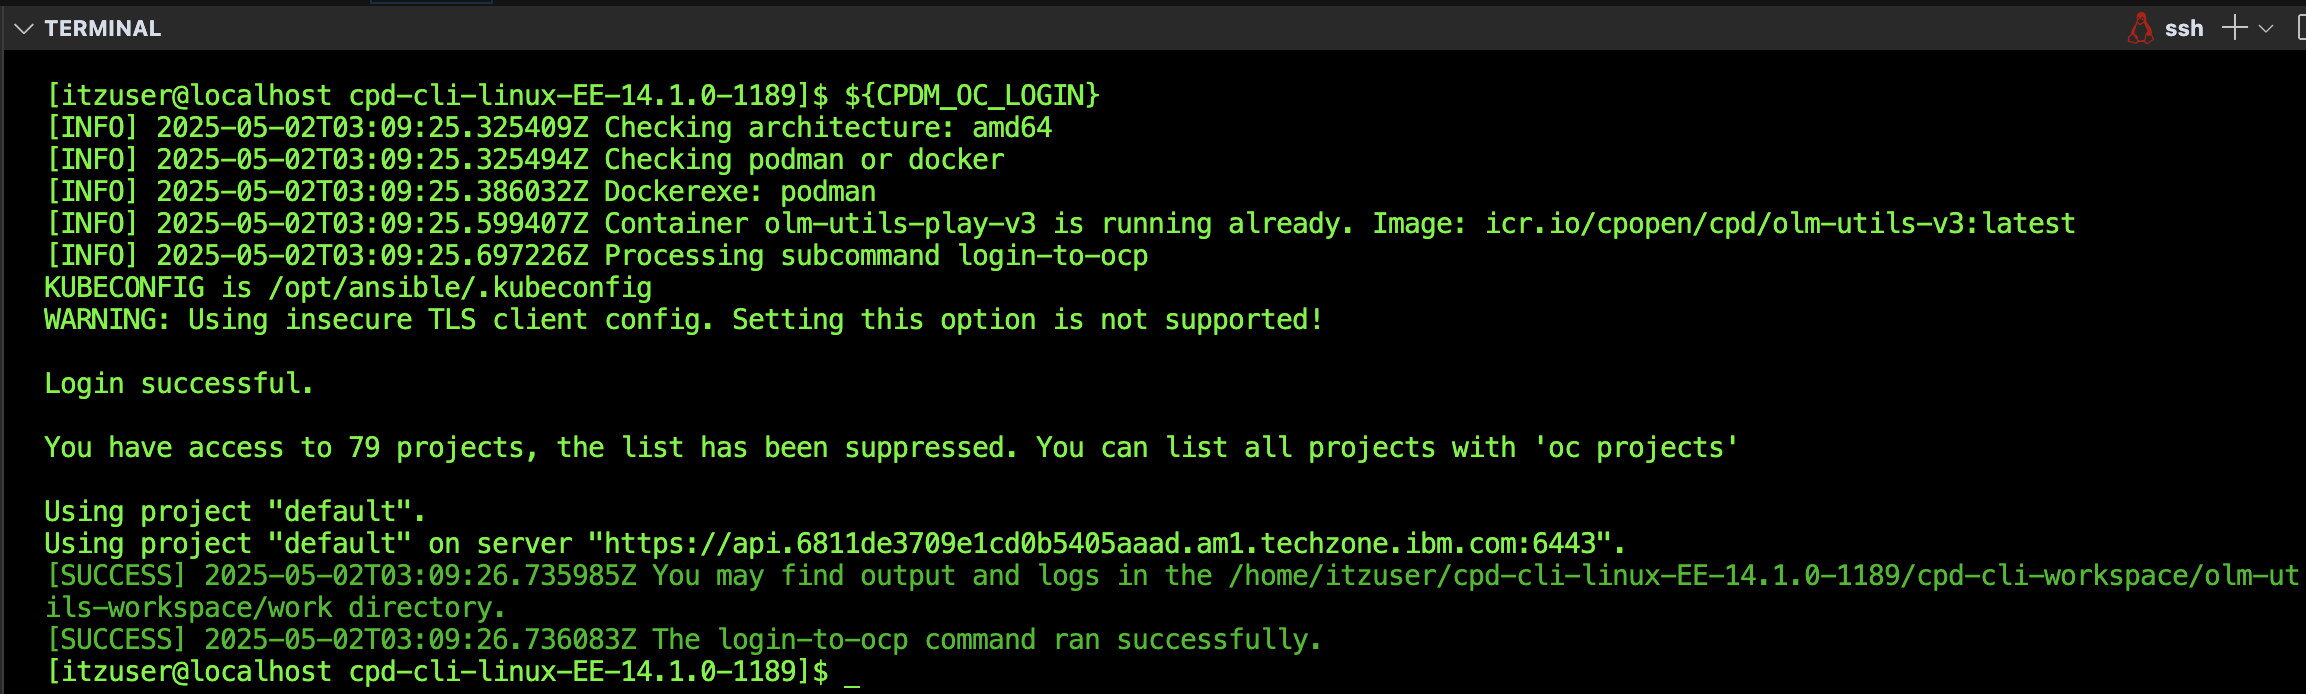 TERMINAL
ssh
[itzuser@localhost cpd-cli-linux-EE-14.1.0-1189]$ ${CPDM_OC_LOGIN}
[INFO] 2025-05-02T03:09:25.325409Z Checking architecture: amd64
[INFO] 2025-05-02T03:09:25.325494Z Checking podman or docker
[INFO] 2025-05-02T03:09:25.386032Z Dockerexe: podman
[INFO] 2025-05-02T03:09:25.599407Z Container olm-utils-play-v3 is running already. Image: icr.io/cpopen/cpd/olm-utils-v3:latest
[INFO] 2025-05-02T03:09:25.697226Z Processing subcommand login-to-ocp
KUBECONFIG is /opt/ansible/.kubeconfig
WARNING: Using insecure TLS client config. Setting this option is not supported!
Login successful.
You have access to 79 projects, the list has been suppressed. You can list all projects with 'oc projects'
Using project "default".
Using project "default" on server "https://api.6811de3709e1cd0b5405aaad.am1.techzone.ibm.com:6443".
[SUCCESS] 2025-05-02T03:09:26.735985Z You may find output and logs in the /home/itzuser/cpd-cli-linux-EE-14.1.0-1189/cpd-cli-workspace/olm-ut
ils-workspace/work directory.
[SUCCESS] 2025-05-02T03:09:26.736083Z The login-to-ocp command ran successfully.
[itzuser@localhost cpd-cli-linux-EE-14.1.0-1189]$ _